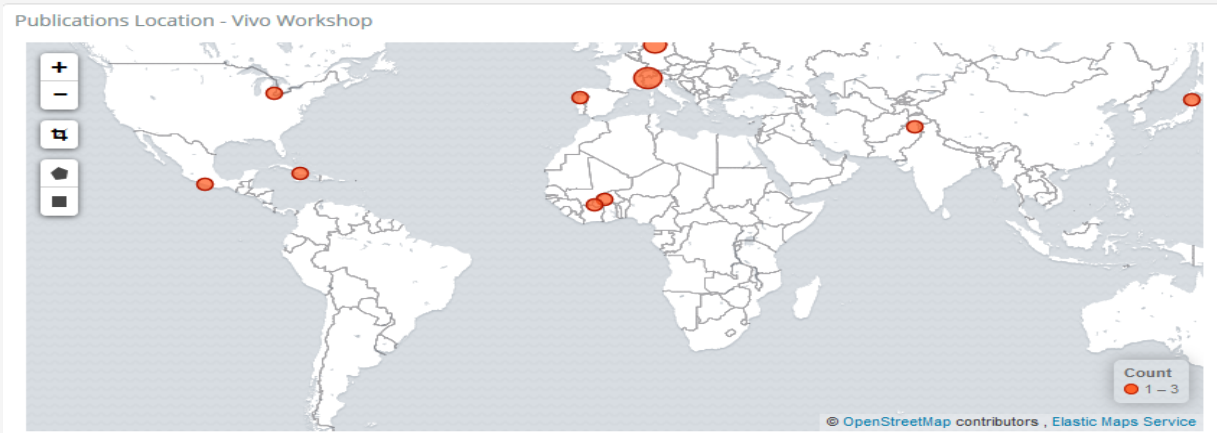 Publications Location - Vivo Workshop
+
−
Count
1 – 3
© OpenStreetMap contributors , Elastic Maps Service